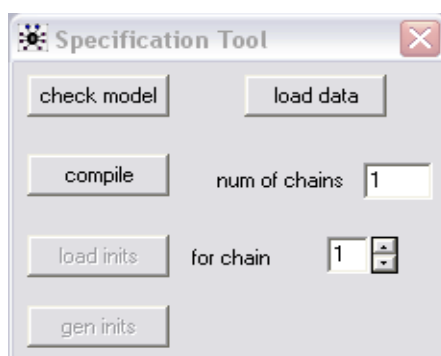 Specification Tool
check model load data
compile num of chains 1
load inits for chain 1
gen inits